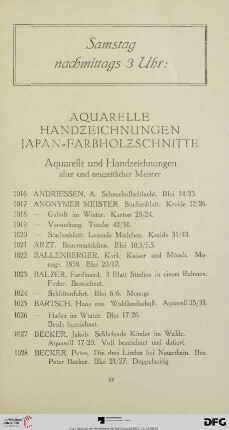 Samstag
nachmittags 3 Uhr:
AQUARELLE
HANDZEICHNUNGEN
JAPAN-FARBHOLZSCHNITTE
Aquarelle und Handzeichnungen
alter und neuzeitlicher Meister
1016 ANDRIESSEN, A. Schneeballschlacht. Blei 14/23.
1017 ANONYMER MEISTER. Studienblatt. Kreide 32/26.
1018 — Gehöft im Winter. Karton 23/24.
1019 — Versuchung. Tusche 42/31.
1020 — Studienblatt: Lesende Mädchen. Kreide 31/43.
1021 ARZT. Bauernmädchen. Blei 10,5/5,5.
1022 BALLENBERGER, Karl. Kaiser und Mönch. Mo-
nogr. 1858. Blei 20/17.
1023 BALZER, Ferdinand. 3 Blatt Studien in einem Rahmen.
Feder. Bezeichnet.
1024 — Schlittenfahrt. Blei 6/6. Monogr.
1025 BARTSCH, Hans von. Waldlandschaft. Aquarell 25/35.
1026 — Hafen im Winter. Blei 17/26.
Beide bezeichnet.
1027 BECKER, Jakob. Schlafende Kinder im Walde.
Aquarell 17/20. Voll bezeichnet und datiert.
1028 BECKER, Peter. Die drei Linden bei Neuenhain. Bez.
Peter Becker. Blei 21/27. Doppelseitig.
57
UNIVERSITÄTS-
BIBLIOTHEK
HEIDELBERG
DFG